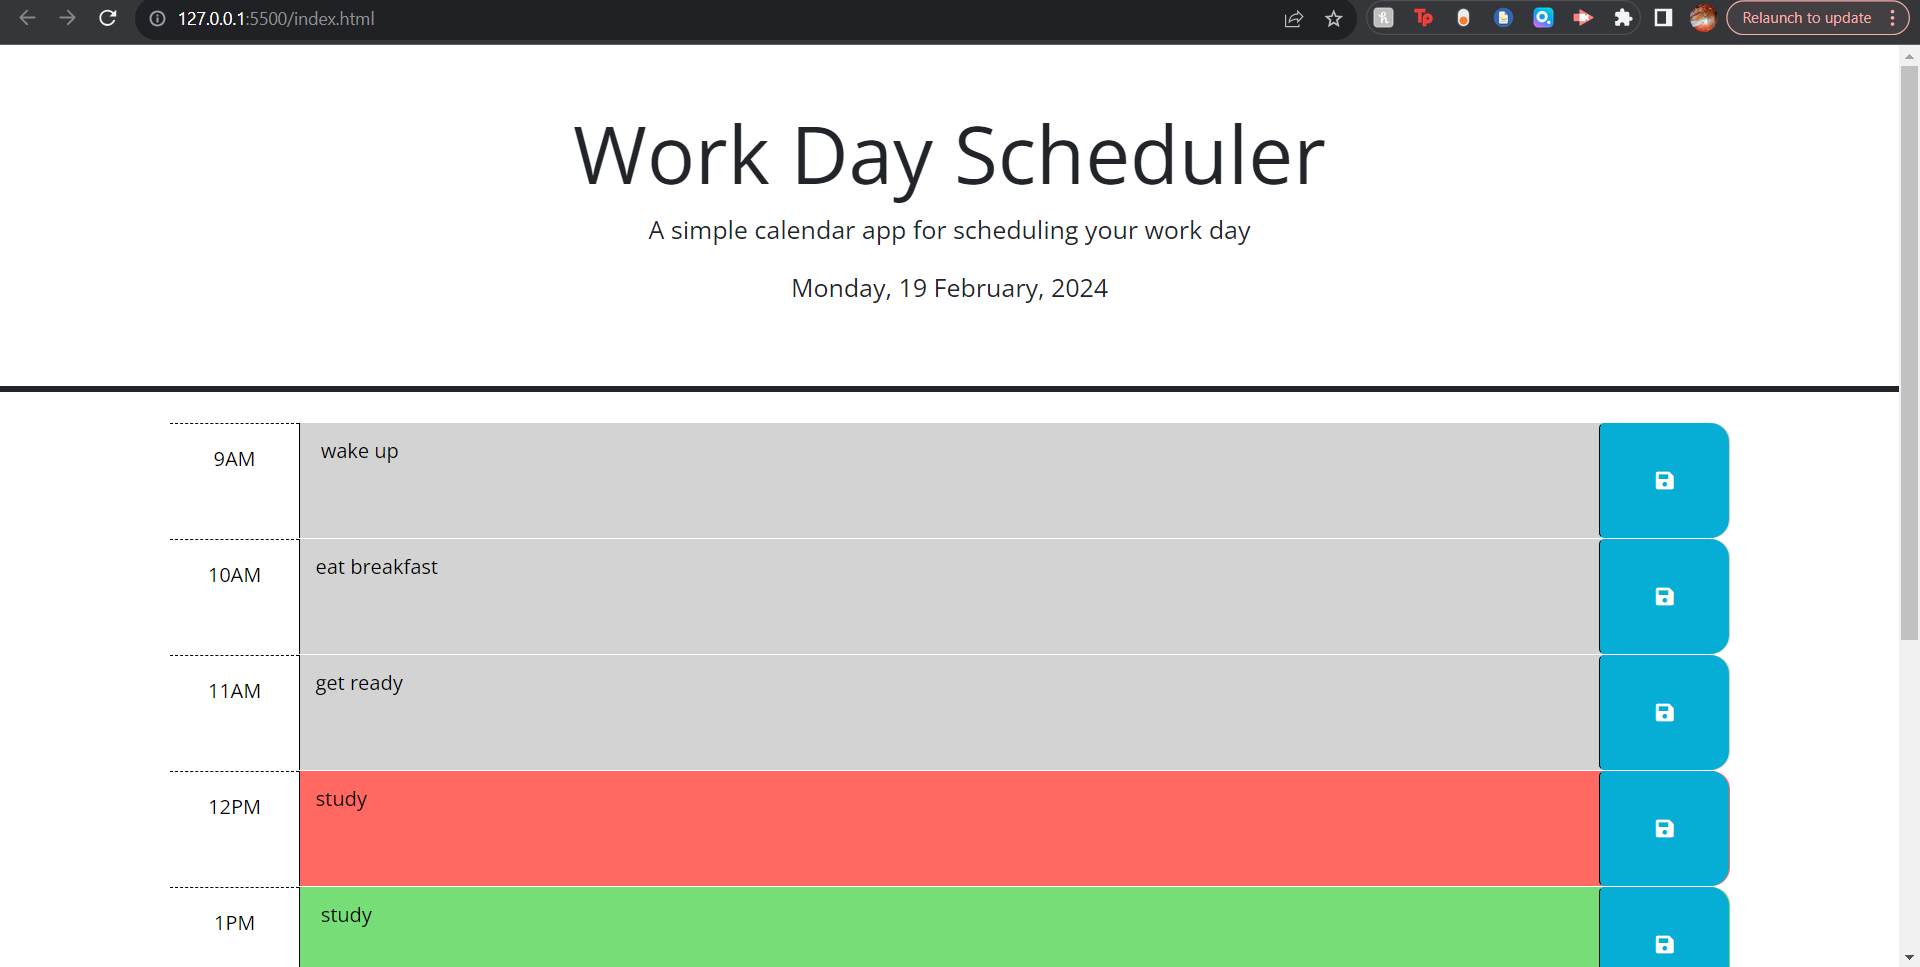 127.0.0.1:5500/index.html
Tp
Relaunch to update
Work Day Scheduler
A simple calendar app for scheduling your work day
Monday, 19 February, 2024
9AM
wake up
10AM
eat breakfast
11AM
get ready
12PM
study
1PM
study